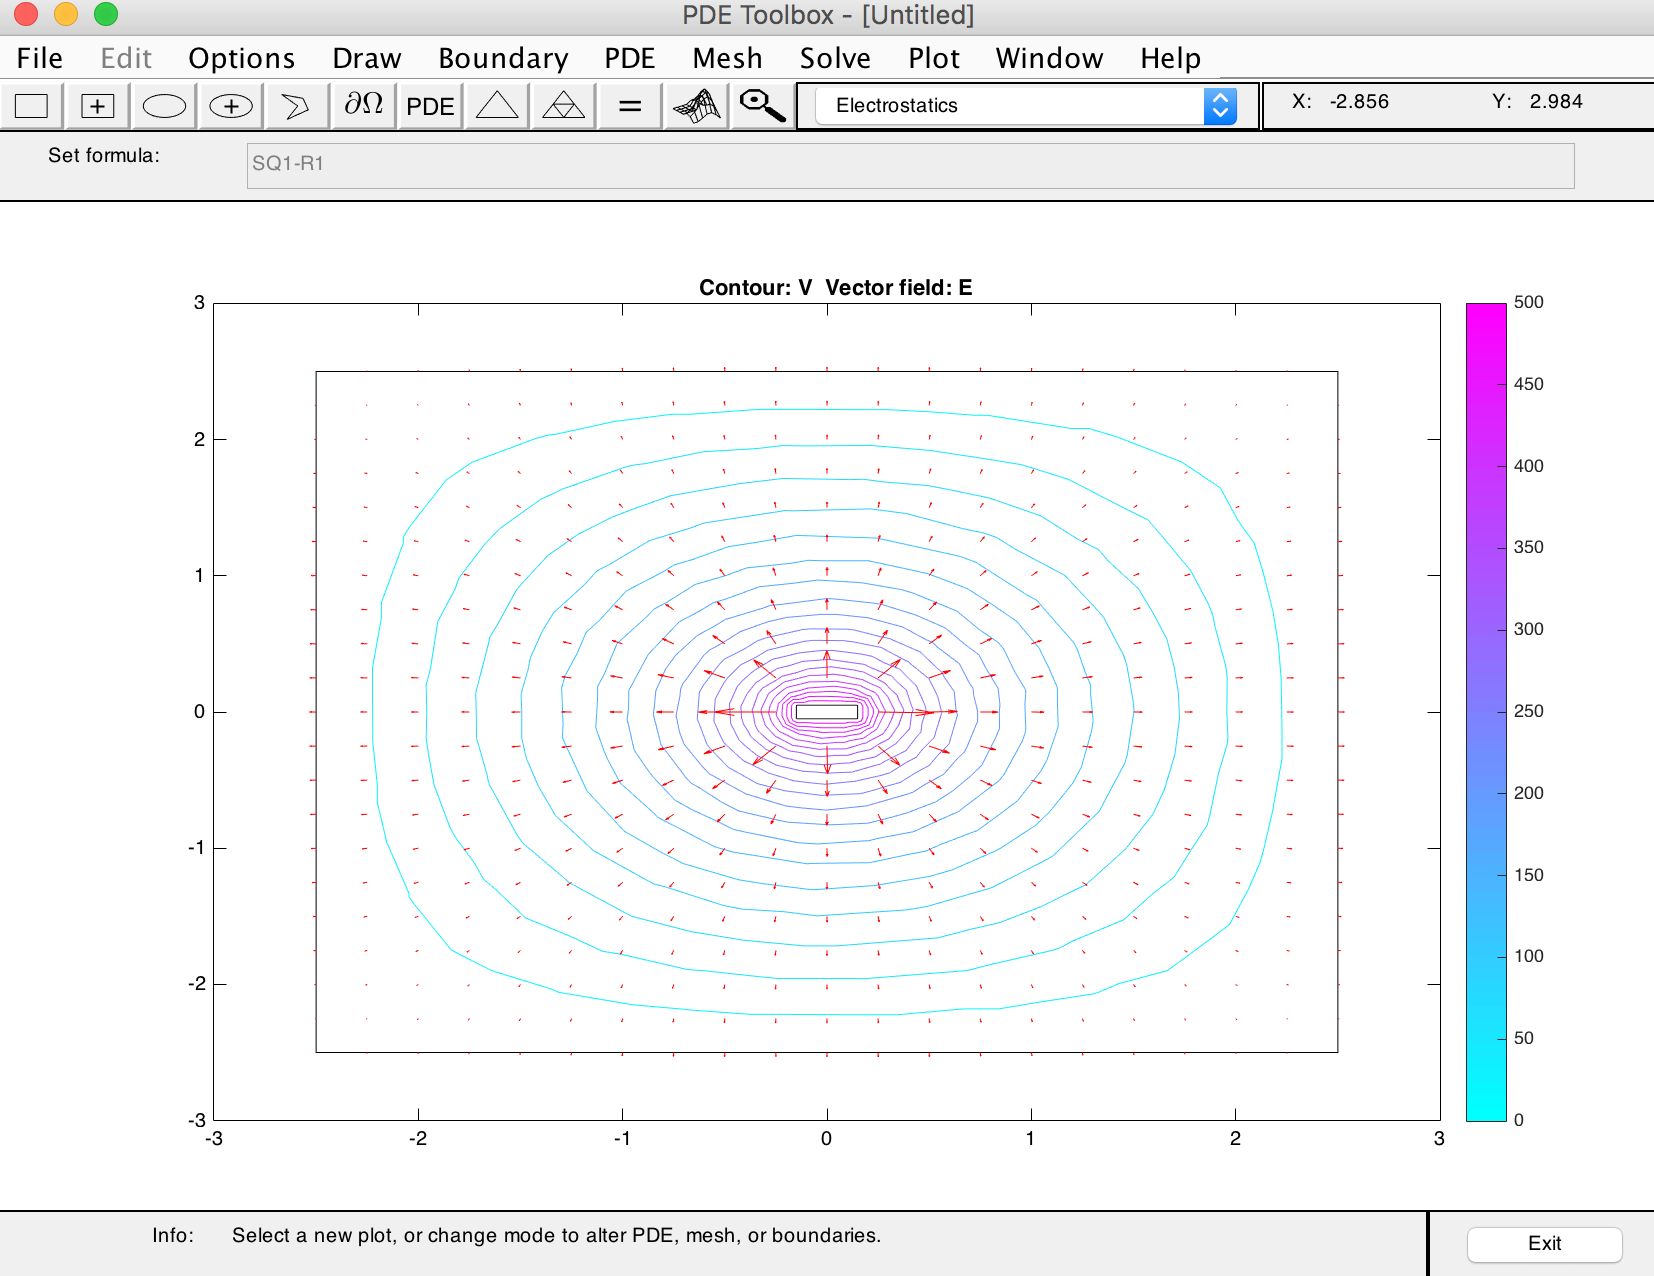 PDE Toolbox - [Untitled]
File Edit Options Draw Boundary PDE Mesh Solve Plot Window Help
∂Ω PDE = Electrostatics X: -2.856 Y: 2.984
Set formula: SQ1-R1
Contour: V Vector field: E
3
2
1
0
-1
-2
-3
-3 -2 -1 0 1 2 3
500
450
400
350
300
250
200
150
100
50
0
Info: Select a new plot, or change mode to alter PDE, mesh, or boundaries.
Exit